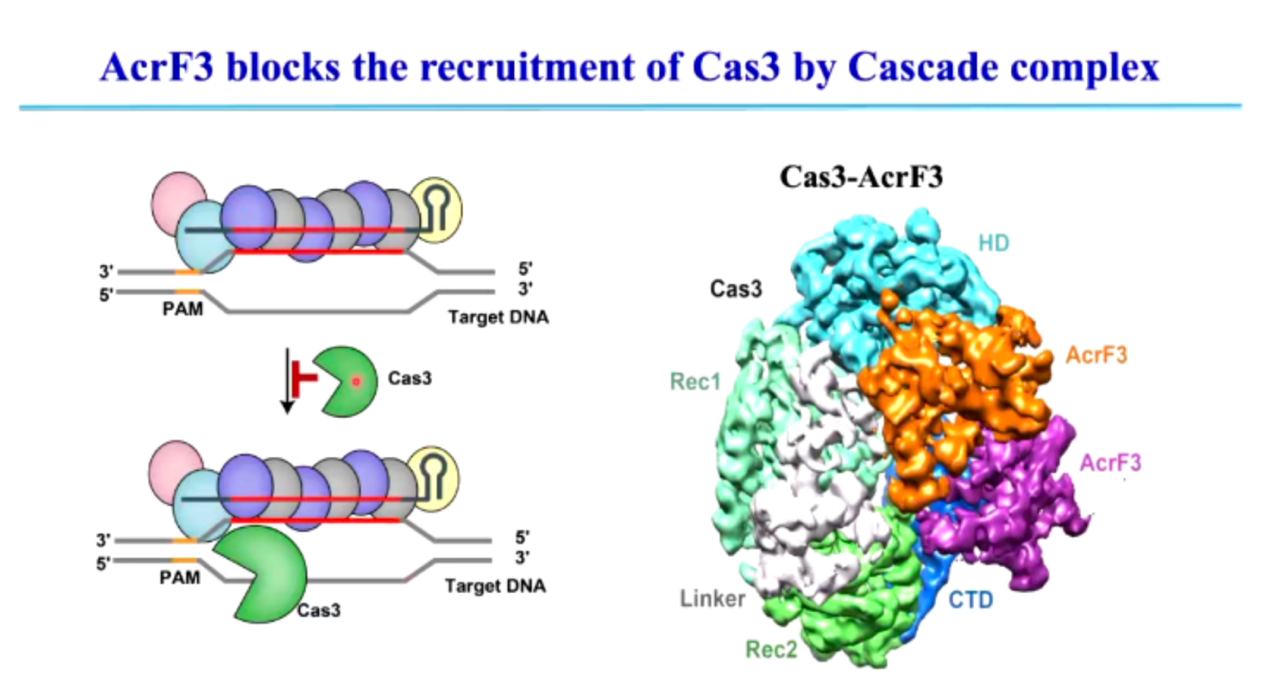 AcrF3 blocks the recruitment of Cas3 by Cascade complex
3'
5'
5'
3'
PAM
Target DNA
Cas3
3'
5'
5'
3'
PAM
Target DNA
Cas3
Cas3-AcrF3
HD
Cas3
AcrF3
Rec1
AcrF3
Linker
CTD
Rec2